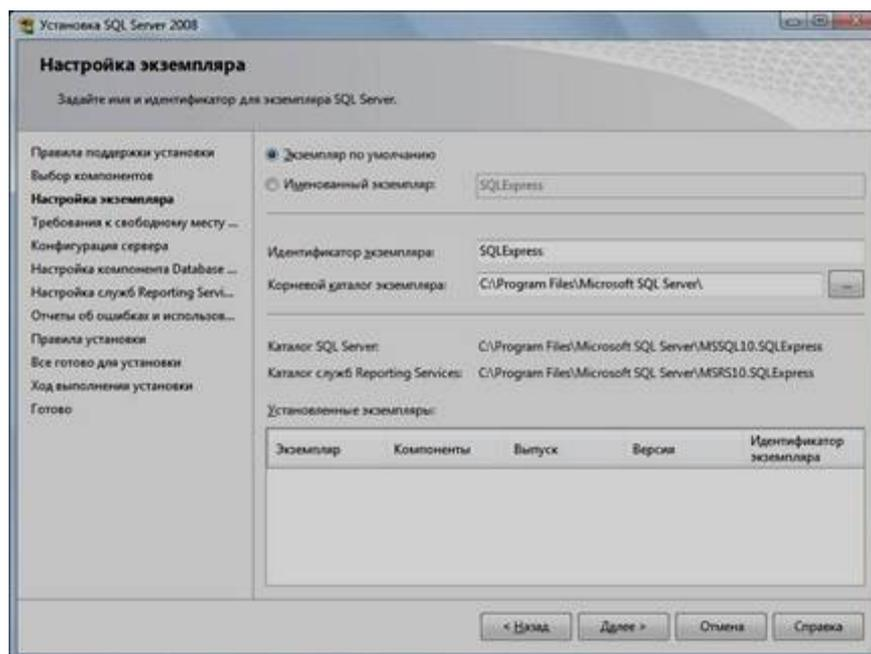 Установка SQL Server 2008
Настройка экземпляра
Задайте имя и идентификатор для экземпляра SQL Server.
Правила поддержки установки
Выбор компонентов
Настройка экземпляра
Требования к свободному месту ...
Конфигурация сервера
Настройка компонента Database ...
Настройка служб Reporting Servi...
Отчеты об ошибках и использов...
Правила установки
Все готово для установки
Ход выполнения установки
Готово
Экземпляр по умолчанию
Именованный экземпляр: SQLExpress
Идентификатор экземпляра: SQLExpress
Корневой каталог экземпляра: C:\Program Files\Microsoft SQL Server\ ...
Каталог SQL Server: C:\Program Files\Microsoft SQL Server\MSSQL10.SQLExpress
Каталог служб Reporting Services: C:\Program Files\Microsoft SQL Server\MSRS10.SQLExpress
Установленные экземпляры:
Экземпляр Компоненты Выпуск Версия Идентификатор экземпляра
< Назад Далее > Отмена Справка